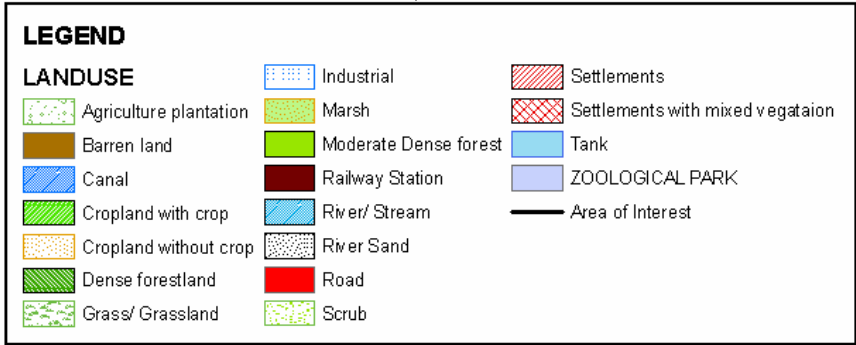 LEGEND
LANDUSE
Agriculture plantation
Barren land
Canal
Cropland with crop
Cropland without crop
Dense forestland
Grass/ Grassland
Industrial
Marsh
Moderate Dense forest
Railway Station
River/ Stream
River Sand
Road
Scrub
Settlements
Settlements with mixed vegataion
Tank
ZOOLOGICAL PARK
Area of Interest